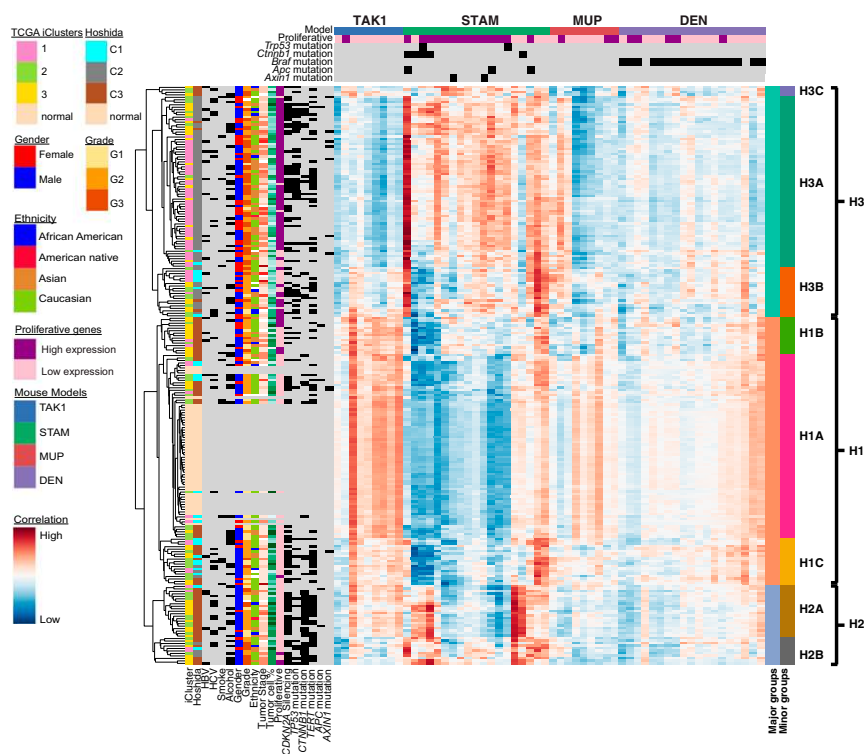 TAK1 STAM MUP DEN
Model
Proliferative
Trp53 mutation
Ctnnb1 mutation
Braf mutation
Apc mutation
Axin1 mutation
TCGA iClusters
1
2
3
normal
Hoshida
C1
C2
C3
normal
Gender
Female
Male
Grade
G1
G2
G3
Ethnicity
African American
American native
Asian
Caucasian
Proliferative genes
High expression
Low expression
Mouse Models
TAK1
STAM
MUP
DEN
Correlation
High
Low
H3C
H3A
H3B
H1B
H1A
H1C
H2A
H2B
H3
H1
H2
iCluster
Hoshida
HBV
HCV
Smoke
Alcohol
Gender
Grade
Ethnicity
Tumor Stage
Tumor cell %
Proliferative
CDKN2A Silencing
TP53 mutation
CTNNB1 mutation
TERT mutation
APC mutation
AXIN1 mutation
Major groups
Minor groups